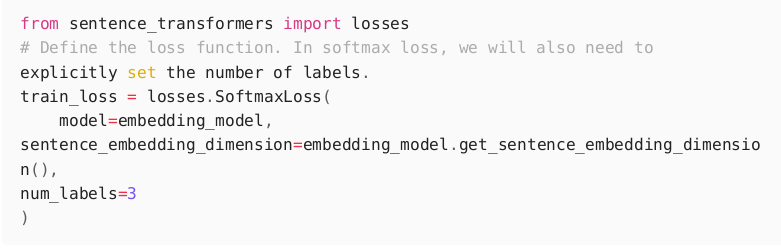 from sentence_transformers import losses
# Define the loss function. In softmax loss, we will also need to
explicitly set the number of labels.
train_loss = losses.SoftmaxLoss(
    model=embedding_model,
sentence_embedding_dimension=embedding_model.get_sentence_embedding_dimensio
n(),
num_labels=3
)